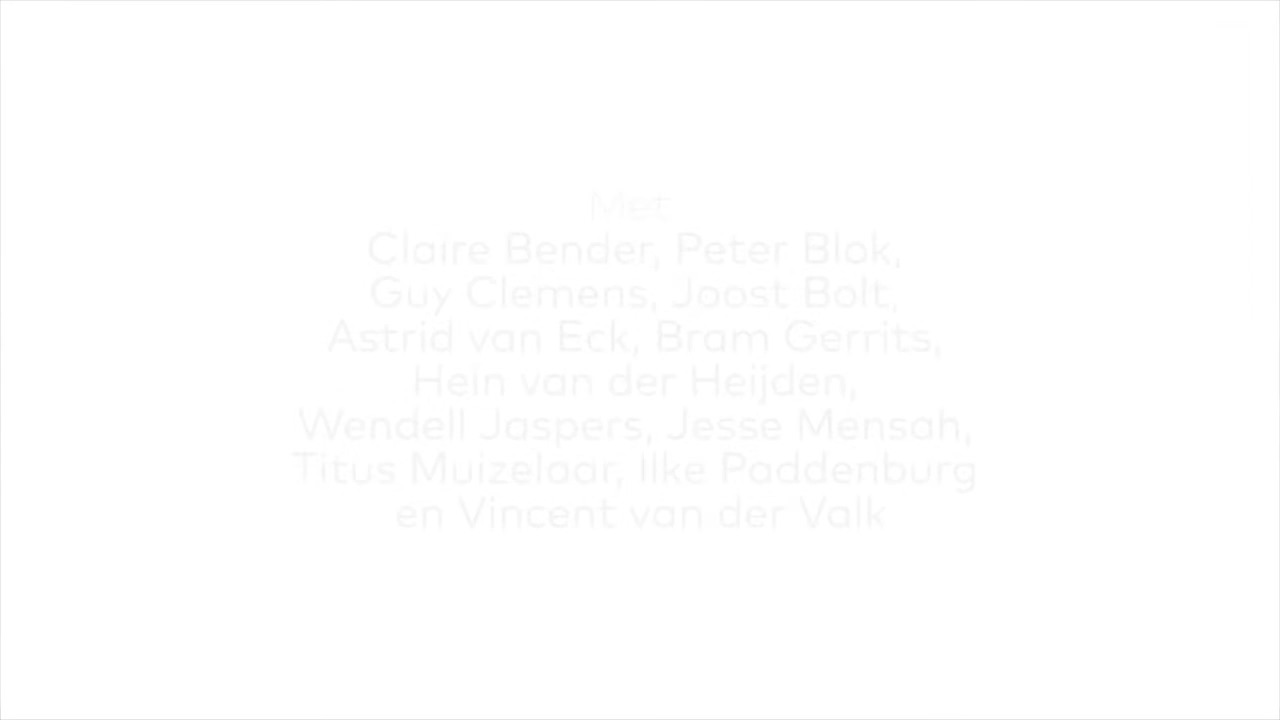 Met
Claire Bender, Peter Blok,
Guy Clemens, Joost Bolt,
Astrid van Eck, Bram Gerrits,
Hein van der Heijden,
Wendell Jaspers, Jesse Mensah,
Titus Muizelaar, Ilke Paddenburg
en Vincent van der Valk